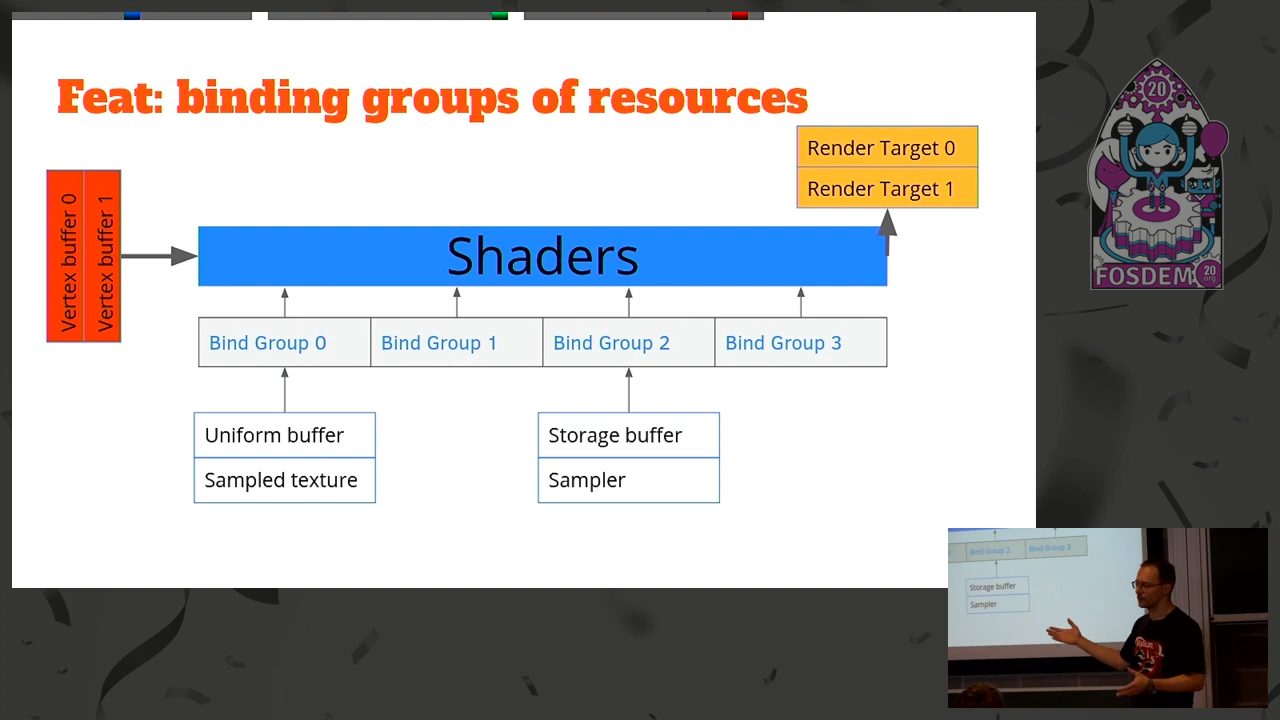 Feat: binding groups of resources
Render Target 0
Render Target 1
Vertex buffer 0
Vertex buffer 1
Shaders
Bind Group 0
Bind Group 1
Bind Group 2
Bind Group 3
Uniform buffer
Sampled texture
Storage buffer
Sampler
20
FOSDEM
20
.org
Bind Group 2
Bind Group 3
Storage buffer
Sampler